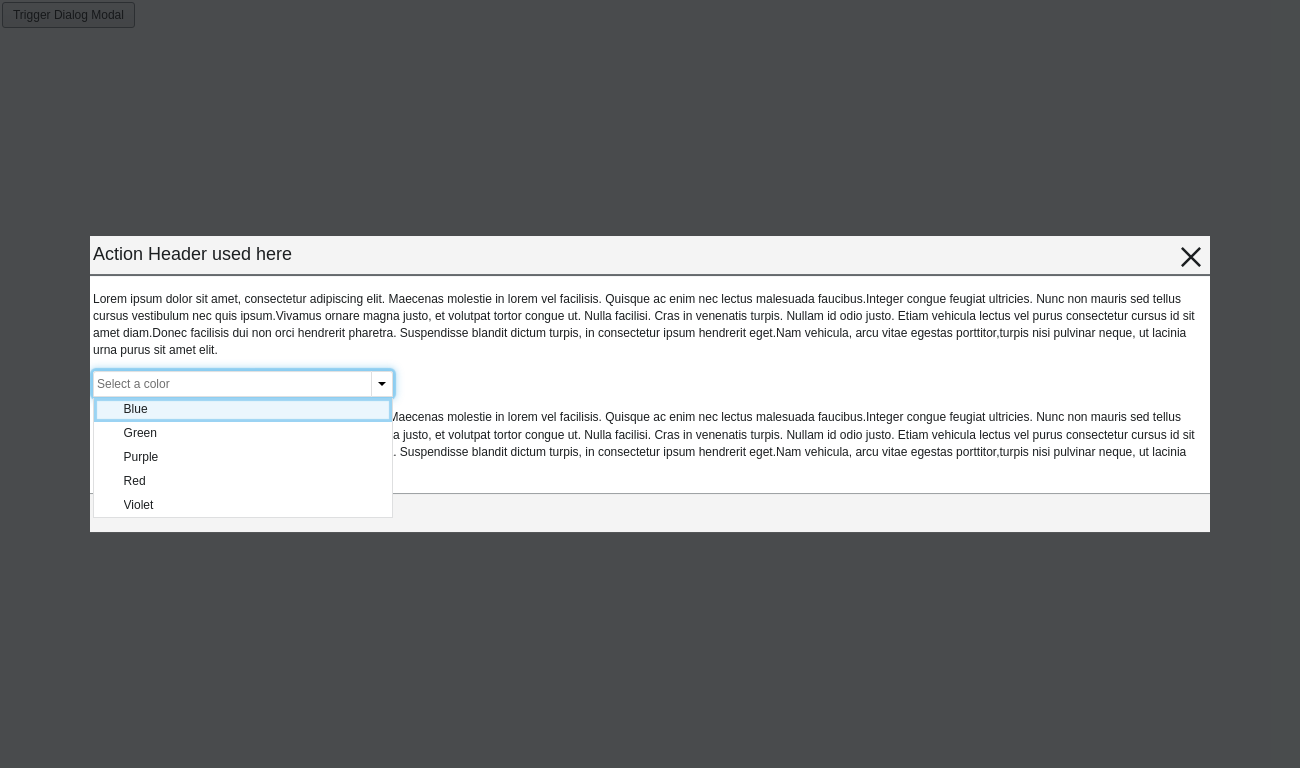 Trigger Dialog Modal
Action Header used here
Lorem ipsum dolor sit amet, consectetur adipiscing elit. Maecenas molestie in lorem vel facilisis. Quisque ac enim nec lectus malesuada faucibus.Integer congue feugiat ultricies. Nunc non mauris sed tellus
cursus vestibulum nec quis ipsum.Vivamus ornare magna justo, et volutpat tortor congue ut. Nulla facilisi. Cras in venenatis turpis. Nullam id odio justo. Etiam vehicula lectus vel purus consectetur cursus id sit
amet diam.Donec facilisis dui non orci hendrerit pharetra. Suspendisse blandit dictum turpis, in consectetur ipsum hendrerit eget.Nam vehicula, arcu vitae egestas porttitor,turpis nisi pulvinar neque, ut lacinia
urna purus sit amet elit.
Select a color
Blue
Maecenas molestie in lorem vel facilisis. Quisque ac enim nec lectus malesuada faucibus.Integer congue feugiat ultricies. Nunc non mauris sed tellus
Green
a justo, et volutpat tortor congue ut. Nulla facilisi. Cras in venenatis turpis. Nullam id odio justo. Etiam vehicula lectus vel purus consectetur cursus id sit
Purple
. Suspendisse blandit dictum turpis, in consectetur ipsum hendrerit eget.Nam vehicula, arcu vitae egestas porttitor,turpis nisi pulvinar neque, ut lacinia
Red
Violet